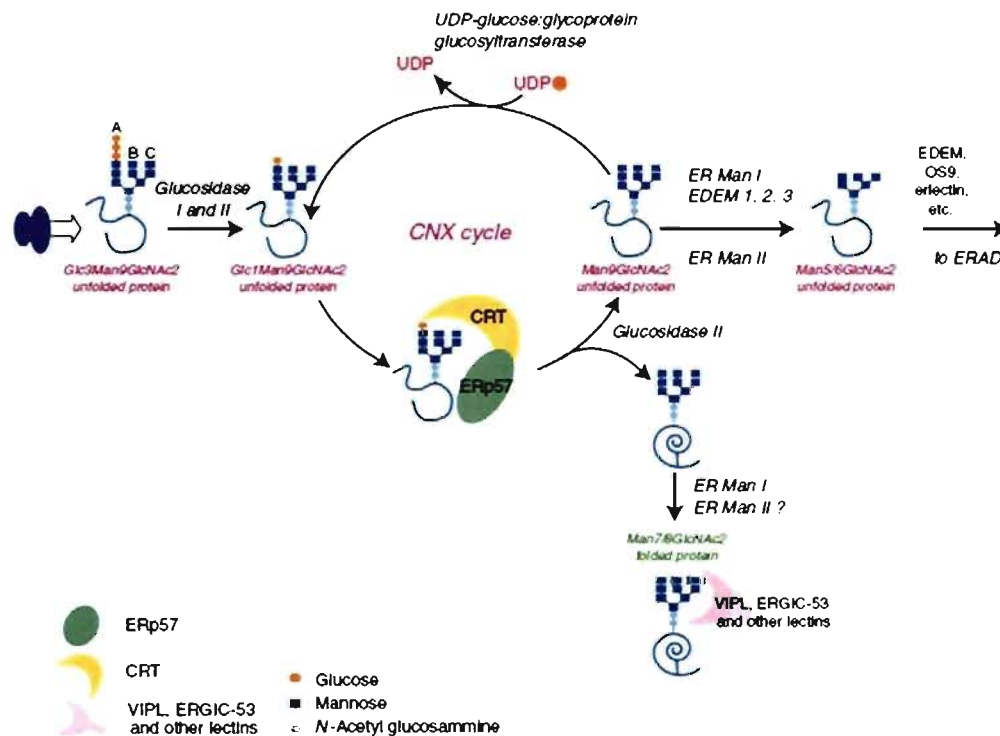 UDP-glucose:glycoprotein
glucosyltransferase
UDP
UDP
A
B C
Glucosidase
I and II
Glc3Man9GlcNAc2
unfolded protein
Glc1Man9GlcNAc2
unfolded protein
CNX cycle
Man9GlcNAc2
unfolded protein
ER Man I
EDEM 1, 2, 3
ER Man II
Man5/6GlcNAc2
unfolded protein
EDEM,
OS9,
erlectin,
etc.
to ERAD
CRT
ERp57
Glucosidase II
ER Man I
ER Man II ?
Man7/8GlcNAc2
folded protein
VIPL, ERGIC-53
and other lectins
ERp57
CRT
VIPL, ERGIC-53
and other lectins
Glucose
Mannose
N-Acetyl glucosammine